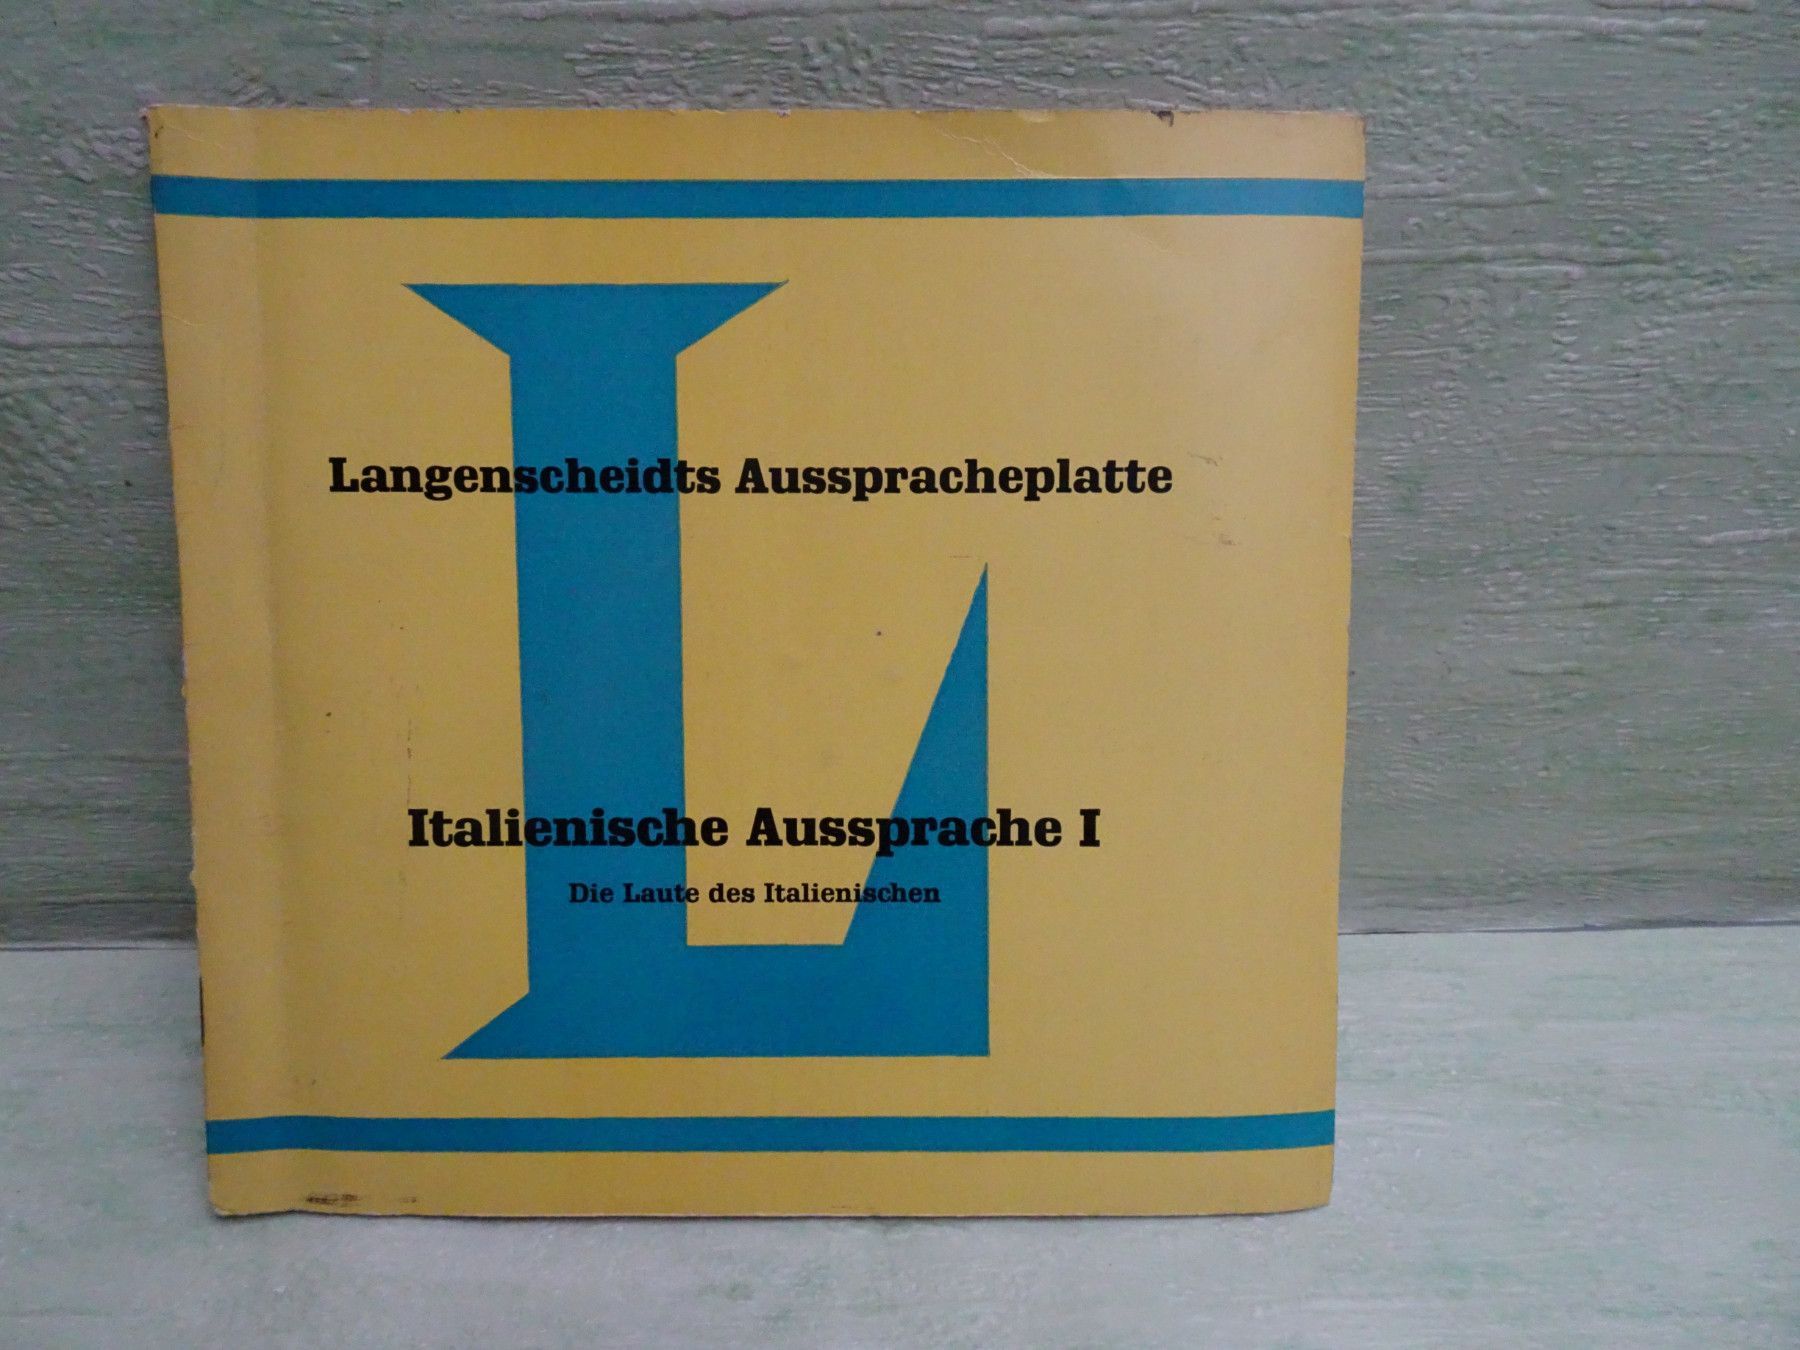 L
Langenscheidts Ausspracheplatte
Italienische Aussprache I
Die Laute des Italienischen